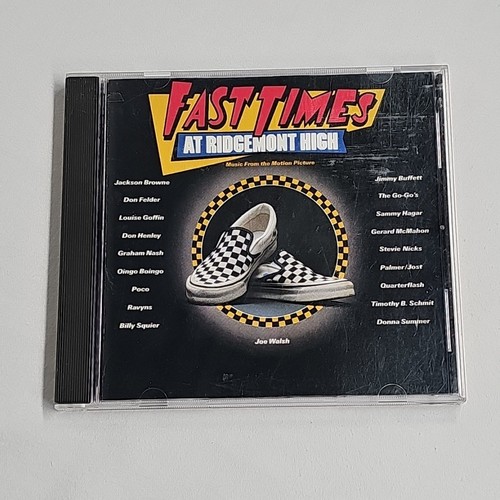 FAST TIMES
AT RIDGEMONT HIGH
Music From the Motion Picture
Jackson Browne
Don Felder
Louise Goffin
Don Henley
Graham Nash
Oingo Boingo
Poco
Ravyns
Billy Squier
Joe Walsh
Jimmy Buffett
The Go-Go's
Sammy Hagar
Gerard McMahon
Stevie Nicks
Palmer/Jost
Quarterflash
Timothy B. Schmit
Donna Summer